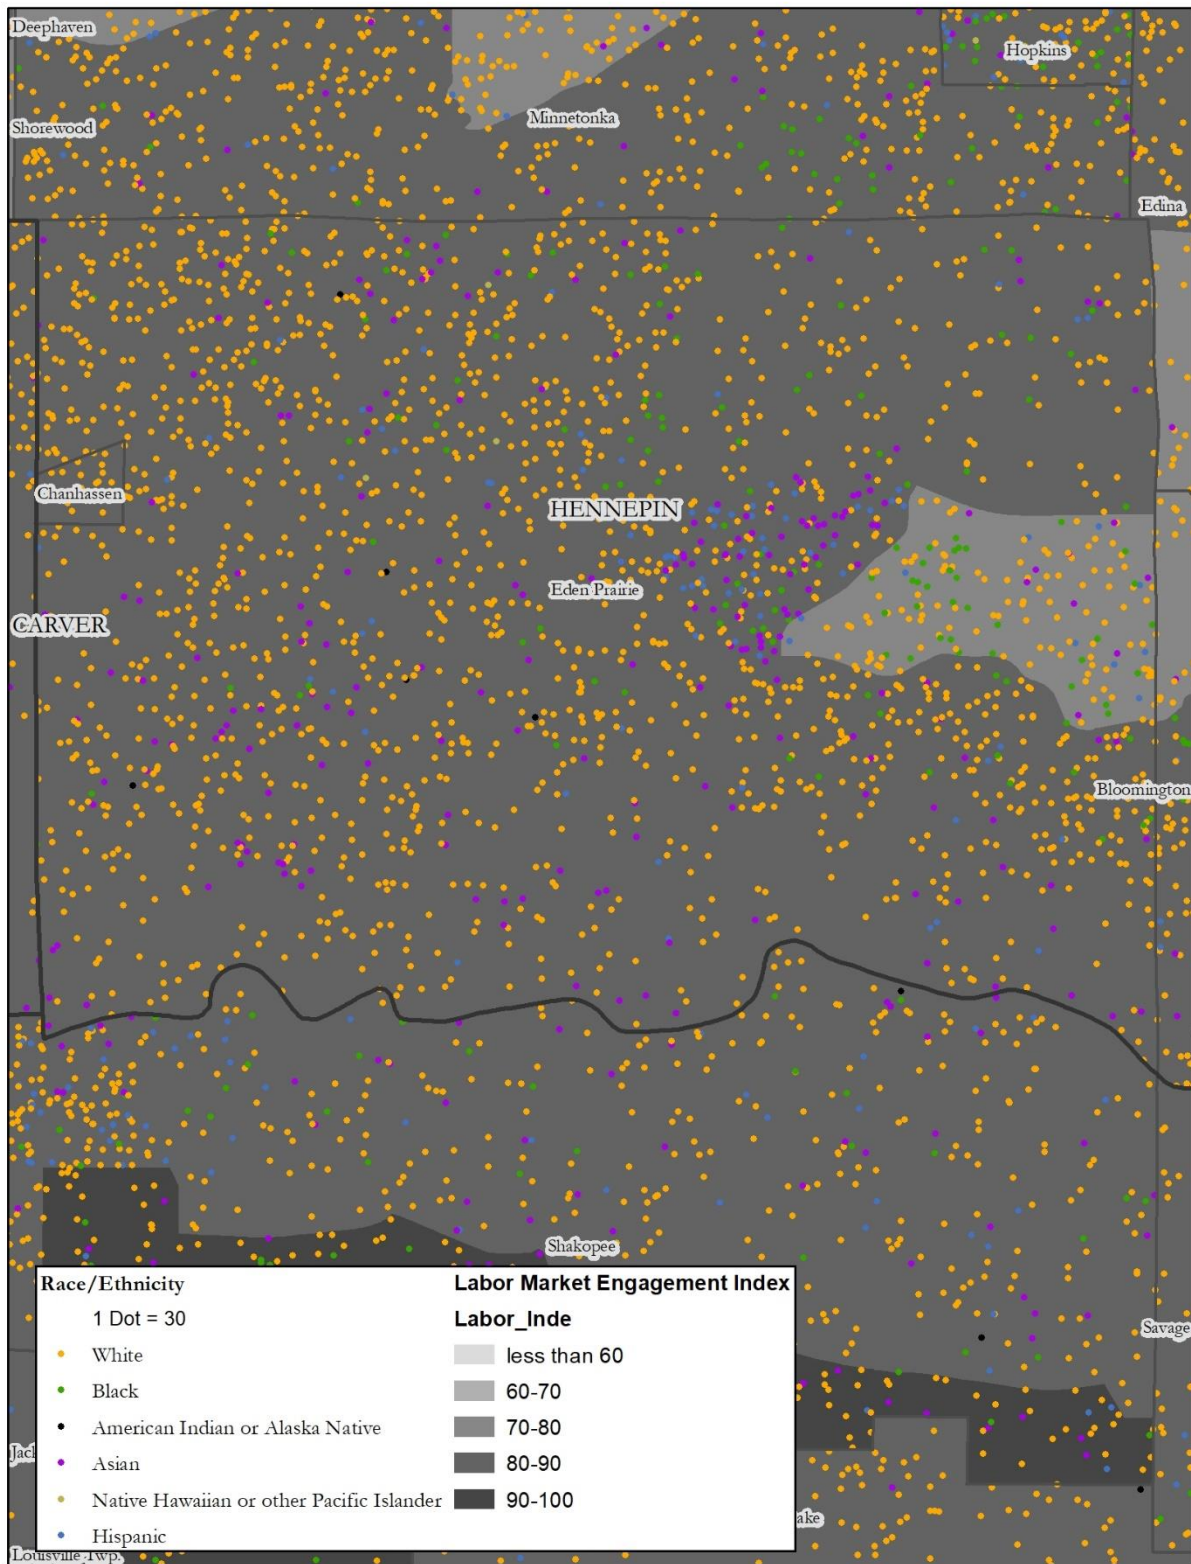 Deephaven
Hopkins
Minnetonka
Shorewood
Edina
Chanhassen
HENNEPIN
Eden Prairie
CARVER
Bloomington
Shakopee
Savage
Race/Ethnicity
1 Dot = 30
White
Black
American Indian or Alaska Native
Asian
Native Hawaiian or other Pacific Islander
Hispanic
Labor Market Engagement Index
Labor_Inde
less than 60
60-70
70-80
80-90
90-100
Jack
ake
Louisville Twp.